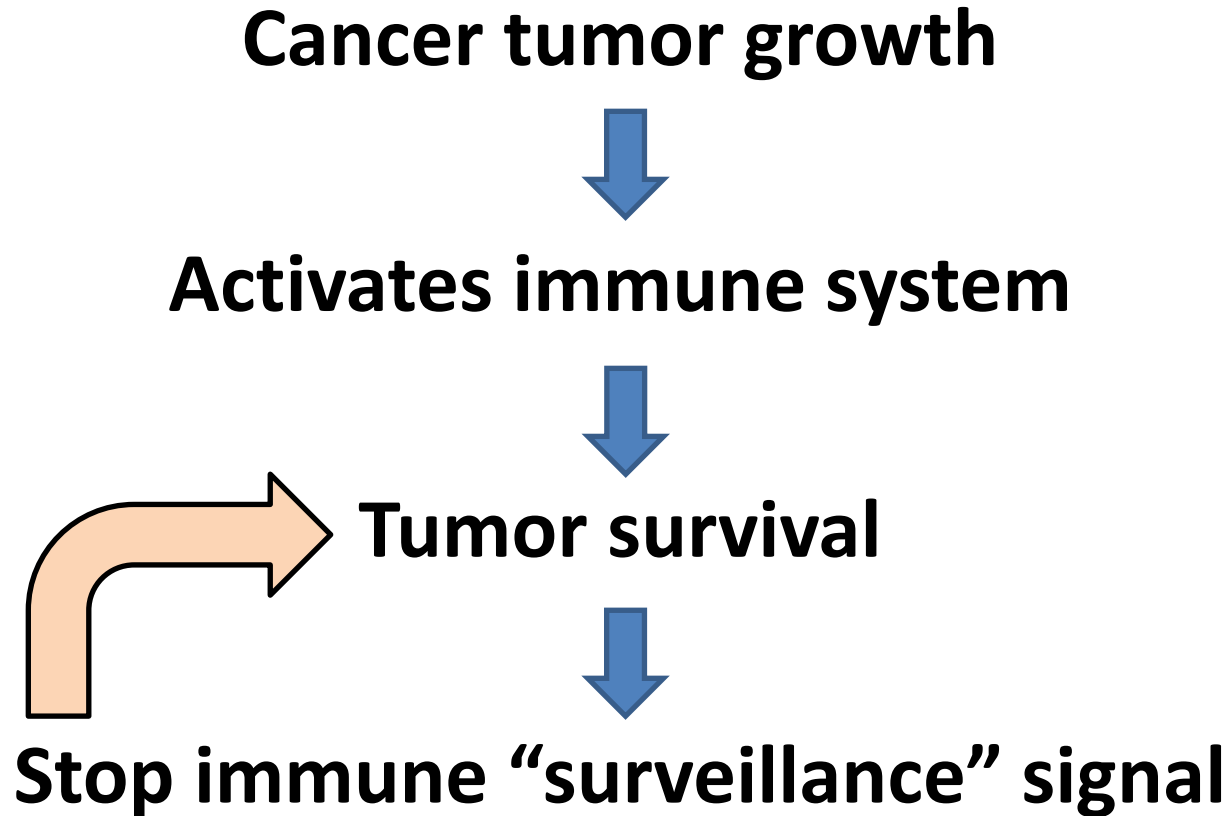 Cancer tumor growth
Activates immune system
Tumor survival
Stop immune “surveillance” signal